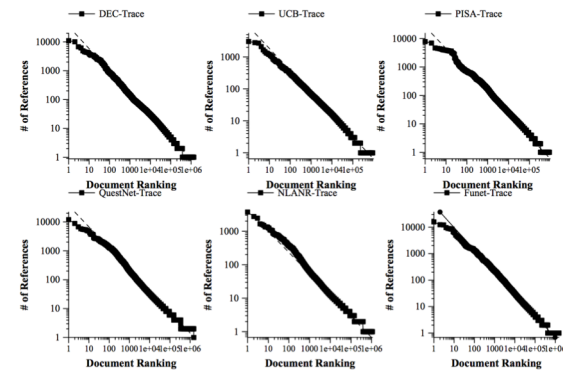 DEC-Trace
UCB-Trace
PISA-Trace
# of References
10000
1000
100
10
1
1 10 100 1000 1e+04 1e+05 1e+06
Document Ranking
# of References
1000
100
10
1
1 10 100 1000 1e+04 1e+05
Document Ranking
# of References
10000
1000
100
10
1
1 10 100 1000 1e+04 1e+05
Document Ranking
QuestNet-Trace
NLANR-Trace
Funet-Trace
# of References
10000
1000
100
10
1
1 10 100 1000 1e+04 1e+05 1e+06
Document Ranking
# of References
1000
100
10
1
1 10 100 1000 1e+04 1e+05 1e+06
Document Ranking
# of References
10000
1000
100
10
1
1 10 100 1000 1e+04 1e+05 1e+0
Document Ranking